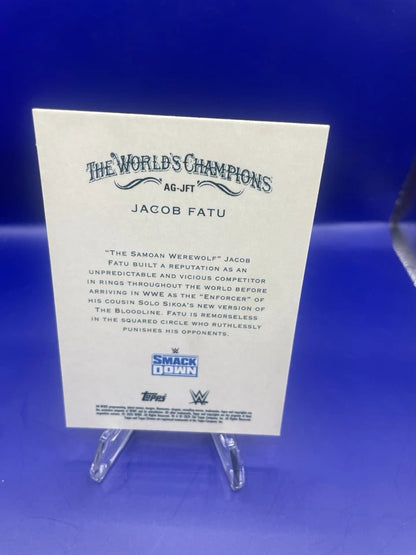 THE WORLD'S CHAMPIONS
AG-JFT
JACOB FATU
"THE SAMOAN WEREWOLF" JACOB
FATU BUILT A REPUTATION AS AN
UNPREDICTABLE AND VICIOUS COMPETITOR
IN RINGS THROUGHOUT THE WORLD BEFORE
ARRIVING IN WWE AS THE "ENFORCER" OF
HIS COUSIN SOLO SIKOA'S NEW VERSION OF
THE BLOODLINE. FATU IS REMORSELESS
IN THE SQUARED CIRCLE WHO RUTHLESSLY
PUNISHES HIS OPPONENTS.
W
SMACK
DOWN
Topps W